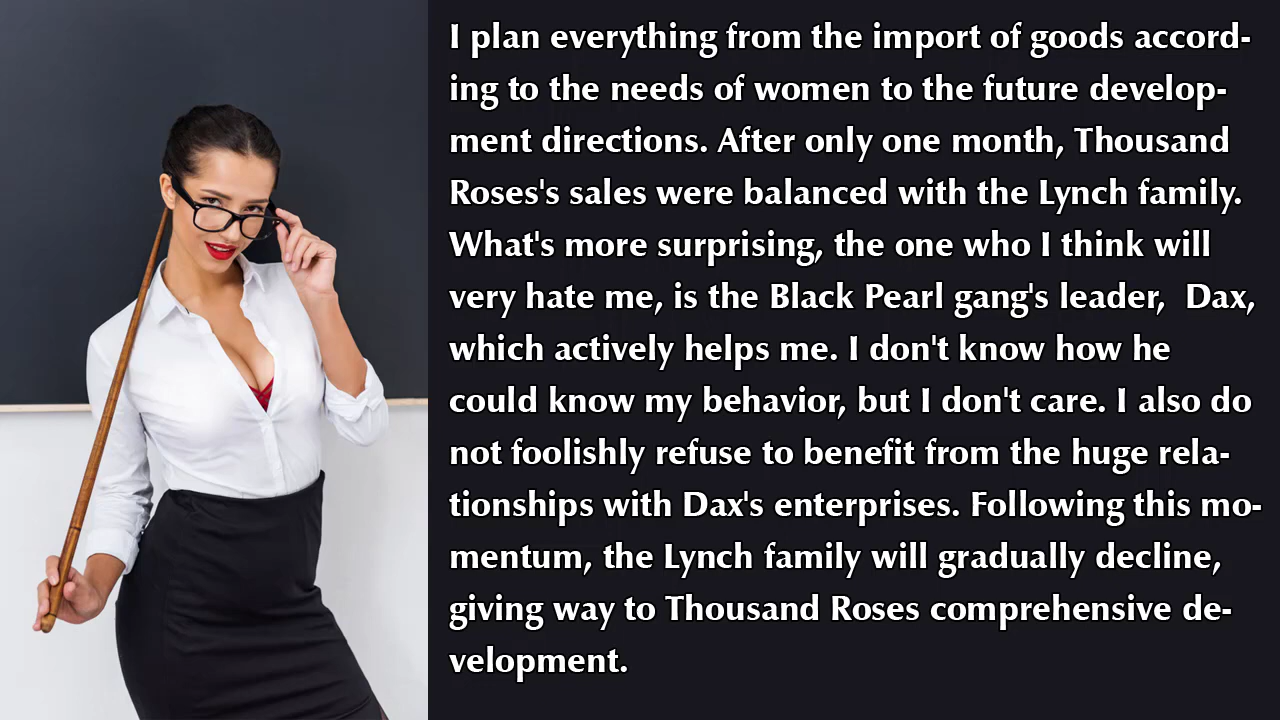 I plan everything from the import of goods accord-
ing to the needs of women to the future develop-
ment directions. After only one month, Thousand
Roses's sales were balanced with the Lynch family.
What's more surprising, the one who I think will
very hate me, is the Black Pearl gang's leader,  Dax,
which actively helps me. I don't know how he
could know my behavior, but I don't care. I also do
not foolishly refuse to benefit from the huge rela-
tionships with Dax's enterprises. Following this mo-
mentum, the Lynch family will gradually decline,
giving way to Thousand Roses comprehensive de-
velopment.